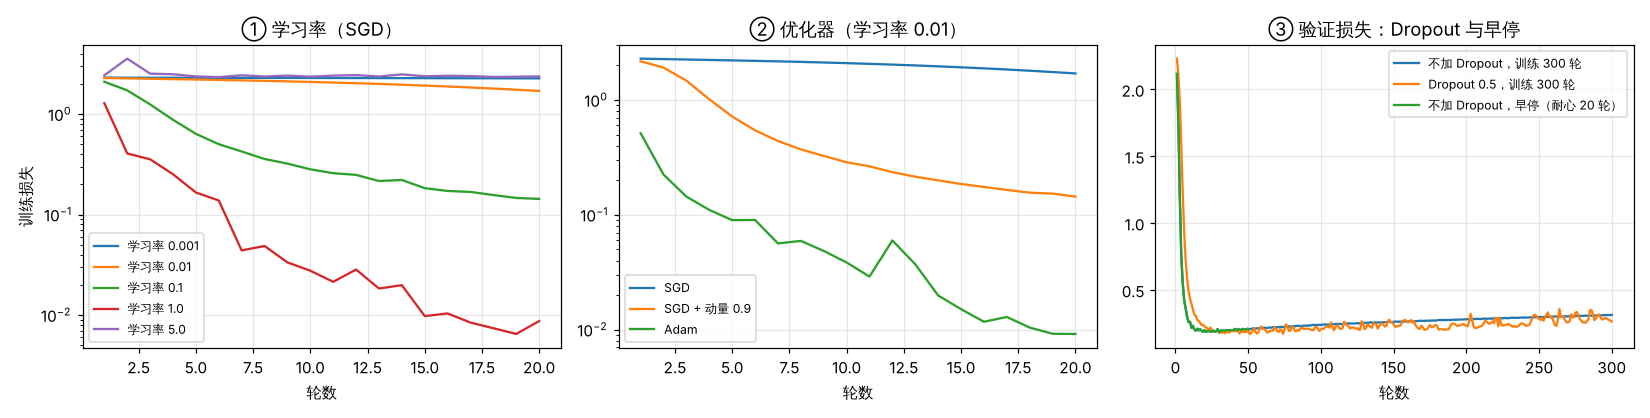 ① 学习率（SGD）
训练损失
10⁰
10⁻¹
10⁻²
学习率 0.001
学习率 0.01
学习率 0.1
学习率 1.0
学习率 5.0
2.5 5.0 7.5 10.0 12.5 15.0 17.5 20.0
轮数
② 优化器（学习率 0.01）
10⁰
10⁻¹
10⁻²
SGD
SGD + 动量 0.9
Adam
2.5 5.0 7.5 10.0 12.5 15.0 17.5 20.0
轮数
③ 验证损失：Dropout 与早停
不加 Dropout，训练 300 轮
Dropout 0.5，训练 300 轮
不加 Dropout，早停（耐心 20 轮）
2.0
1.5
1.0
0.5
0 50 100 150 200 250 300
轮数